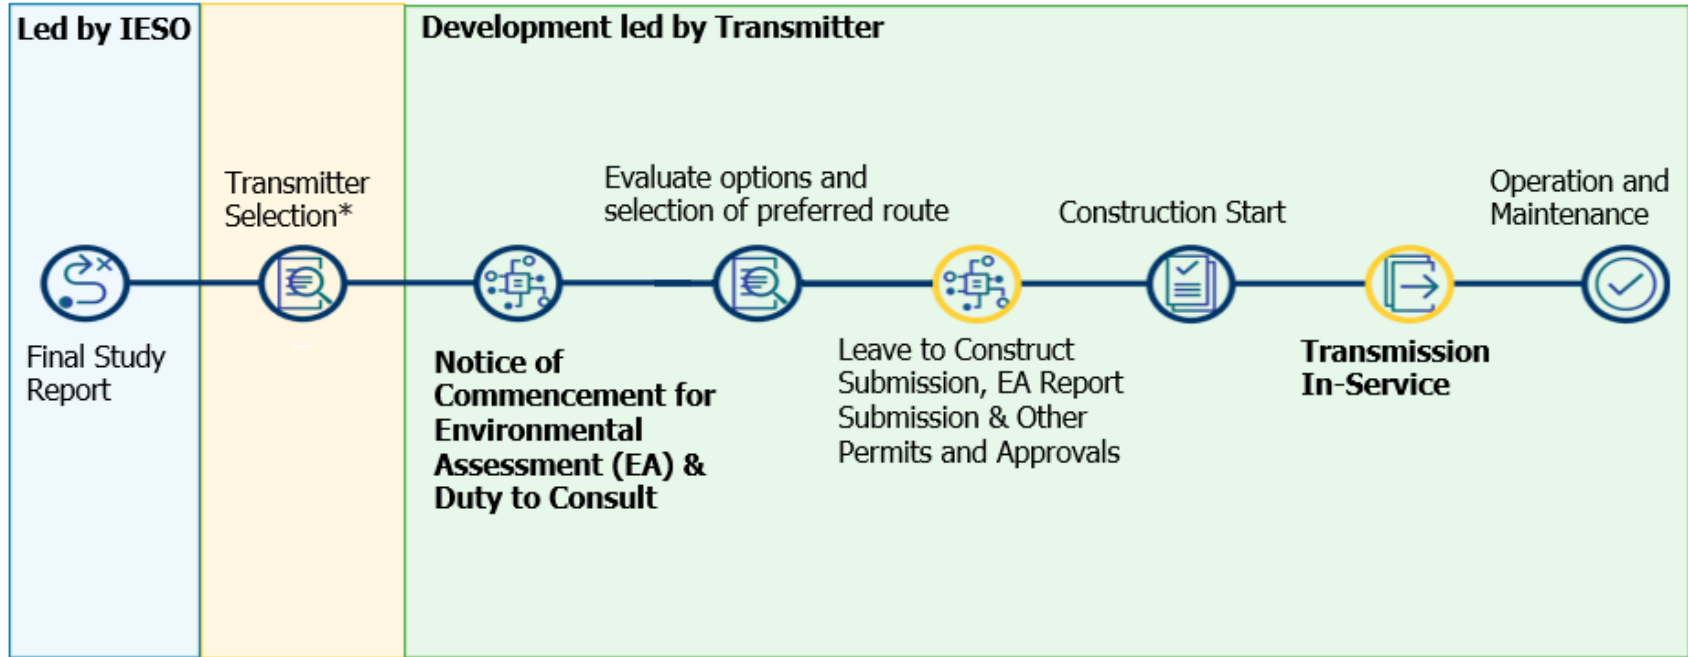 Led by IESO
Development led by Transmitter
Final Study
Report
Transmitter
Selection*
Notice of
Commencement for
Environmental
Assessment (EA) &
Duty to Consult
Evaluate options and
selection of preferred route
Leave to Construct
Submission, EA Report
Submission & Other
Permits and Approvals
Construction Start
Transmission
In-Service
Operation and
Maintenance